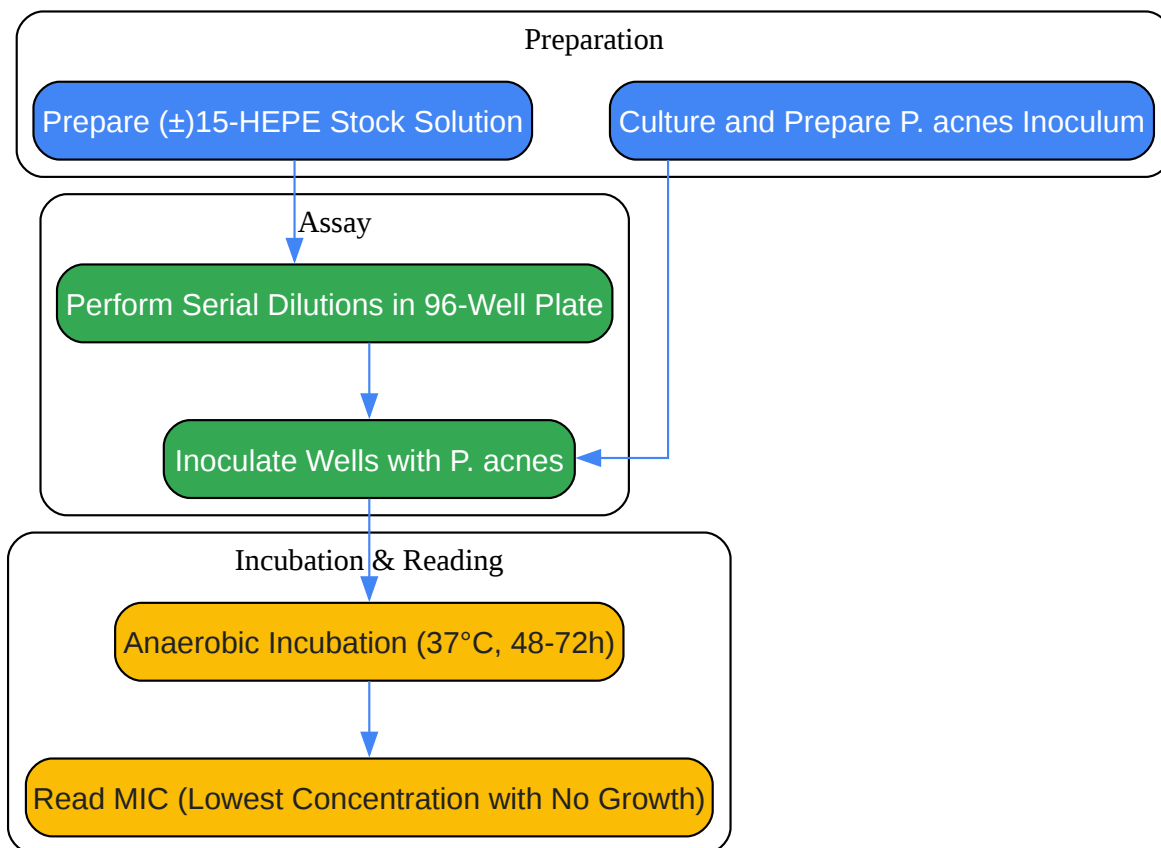 Preparation
Prepare (±)15-HEPE Stock Solution
Culture and Prepare P. acnes Inoculum
Assay
Perform Serial Dilutions in 96-Well Plate
Inoculate Wells with P. acnes
Incubation & Reading
Anaerobic Incubation (37°C, 48-72h)
Read MIC (Lowest Concentration with No Growth)